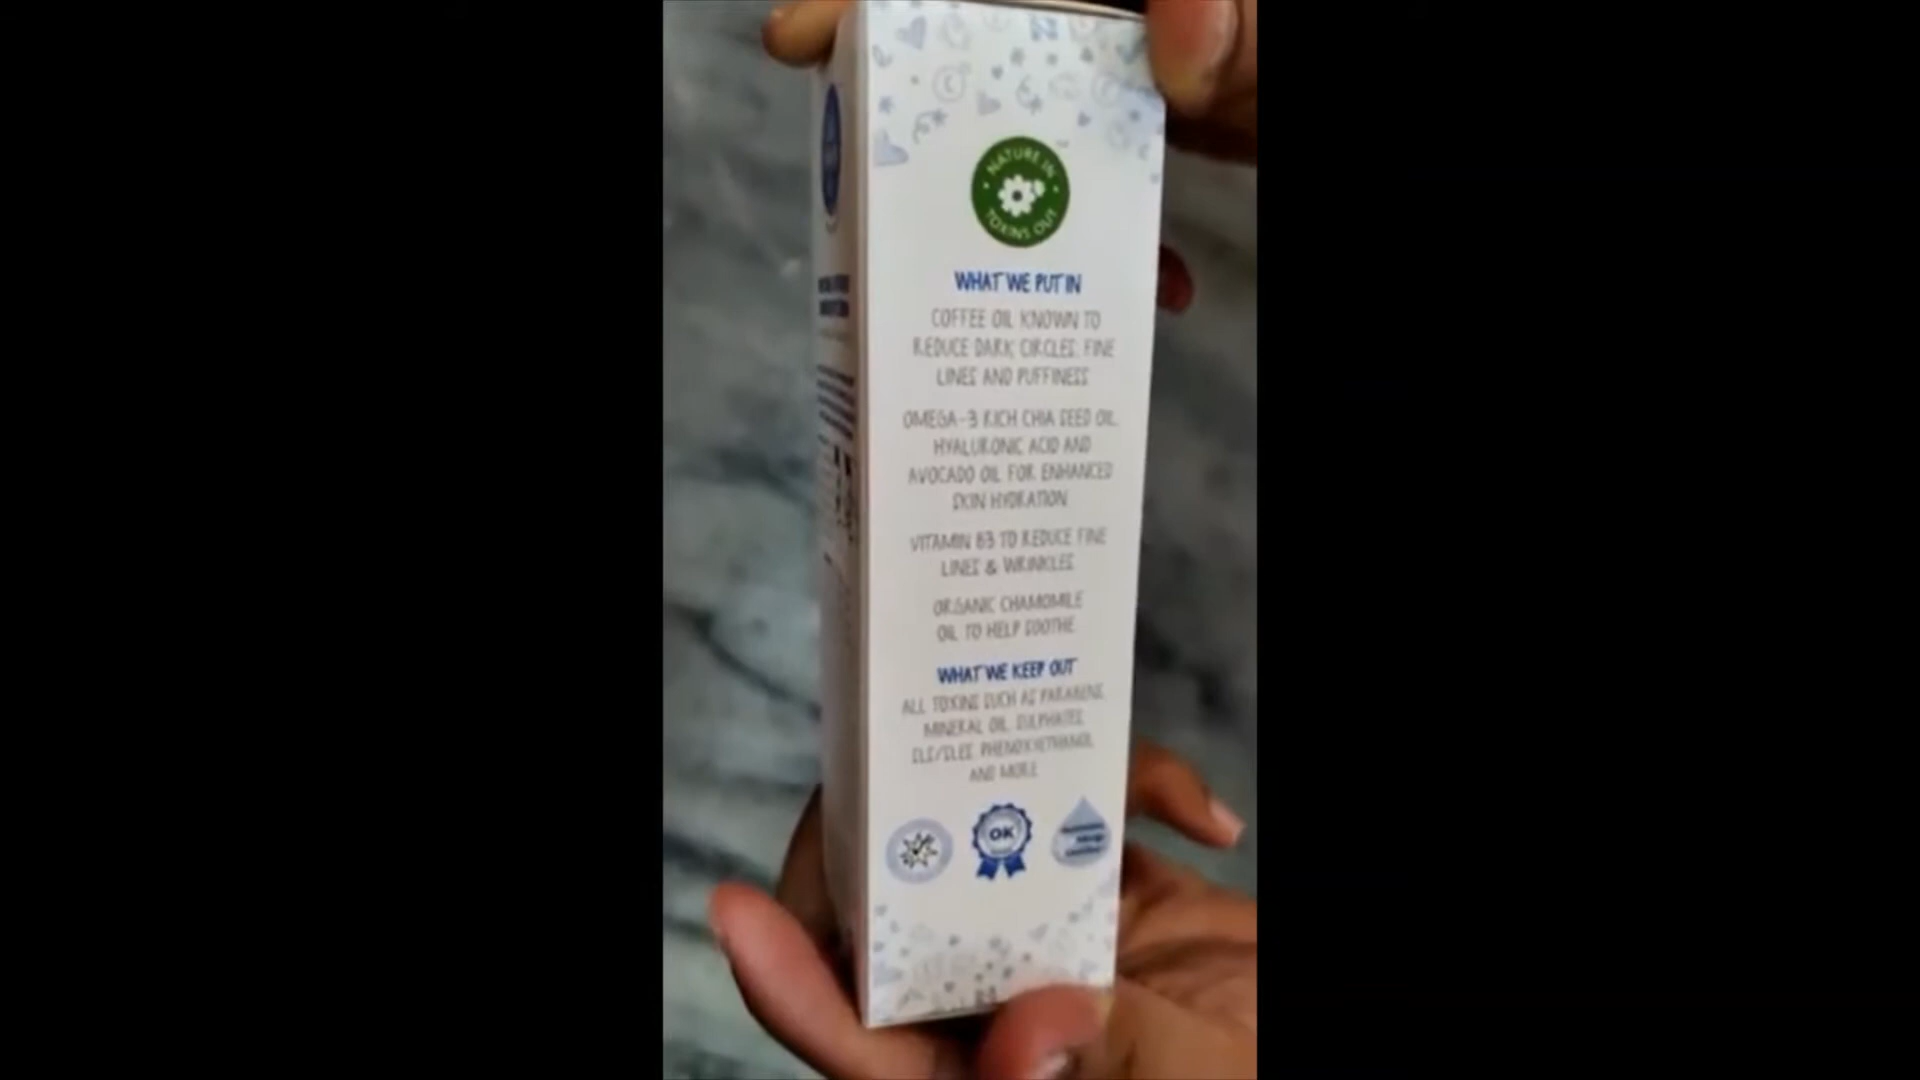 NATURE IN
TOXINS OUT
WHAT WE PUT IN
COFFEE OIL KNOWN TO
REDUCE DARK CIRCLES, FINE
LINES AND PUFFINESS
OMEGA-3 RICH CHIA SEED OIL,
HYALURONIC ACID AND
AVOCADO OIL FOR ENHANCED
SKIN HYDRATION
VITAMIN B3 TO REDUCE FINE
LINES & WRINKLES
ORGANIC CHAMOMILE
OIL TO HELP SOOTHE
WHAT WE KEEP OUT
ALL TOXINS SUCH AS PARABENS,
MINERAL OIL, SULPHATES,
SLS/SLES, PHENOXYETHANOL
AND MORE
OK